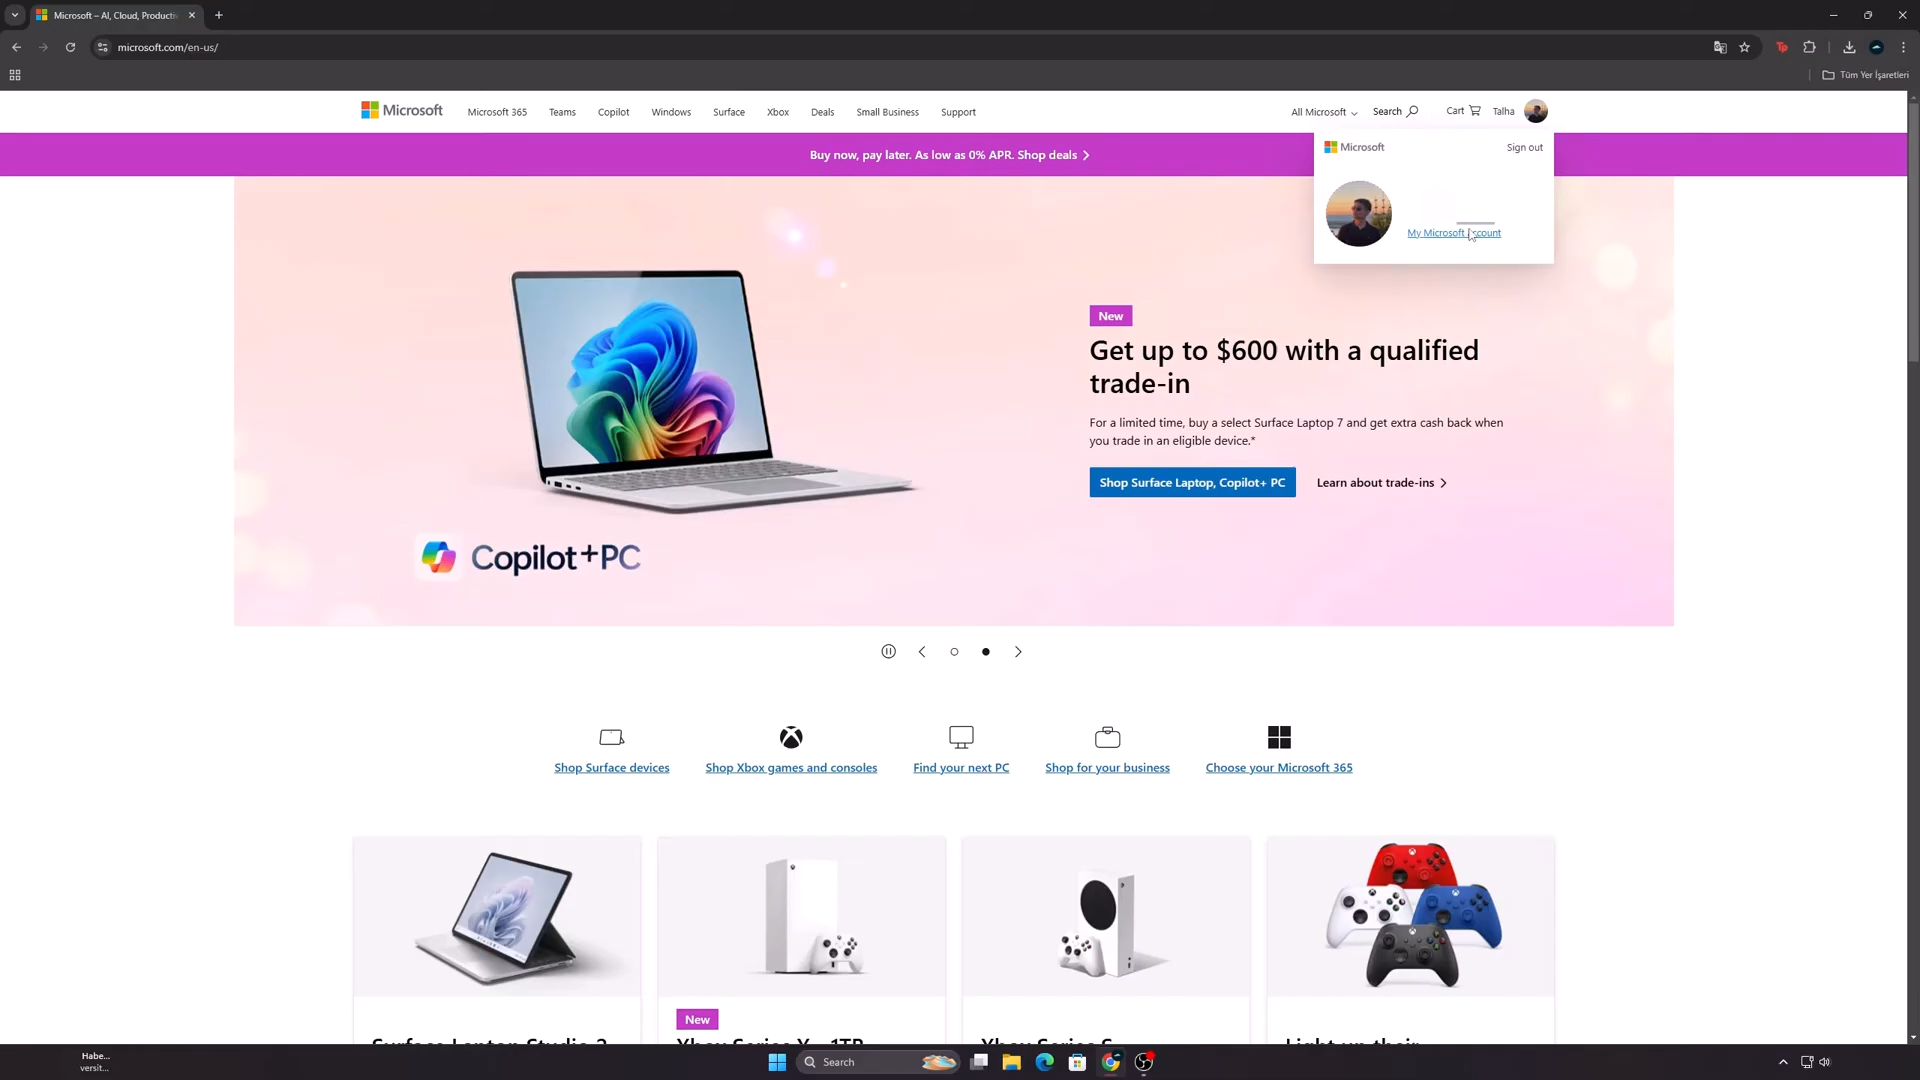 Microsoft – AI, Cloud, Producti
microsoft.com/en-us/
Tüm Yer İşaretleri
Microsoft
Microsoft 365
Teams
Copilot
Windows
Surface
Xbox
Deals
Small Business
Support
All Microsoft
Search
Cart
Talha
Buy now, pay later. As low as 0% APR. Shop deals
Microsoft
Sign out
My Microsoft account
New
Get up to $600 with a qualified
trade-in
For a limited time, buy a select Surface Laptop 7 and get extra cash back when
you trade in an eligible device.*
Shop Surface Laptop, Copilot+ PC
Learn about trade-ins
Copilot+PC
Shop Surface devices
Shop Xbox games and consoles
Find your next PC
Shop for your business
Choose your Microsoft 365
New
Surface Laptop Studio 2
Xbox Series X – 1TB
Xbox Series S
Light up their
Habe...
versit...
Search